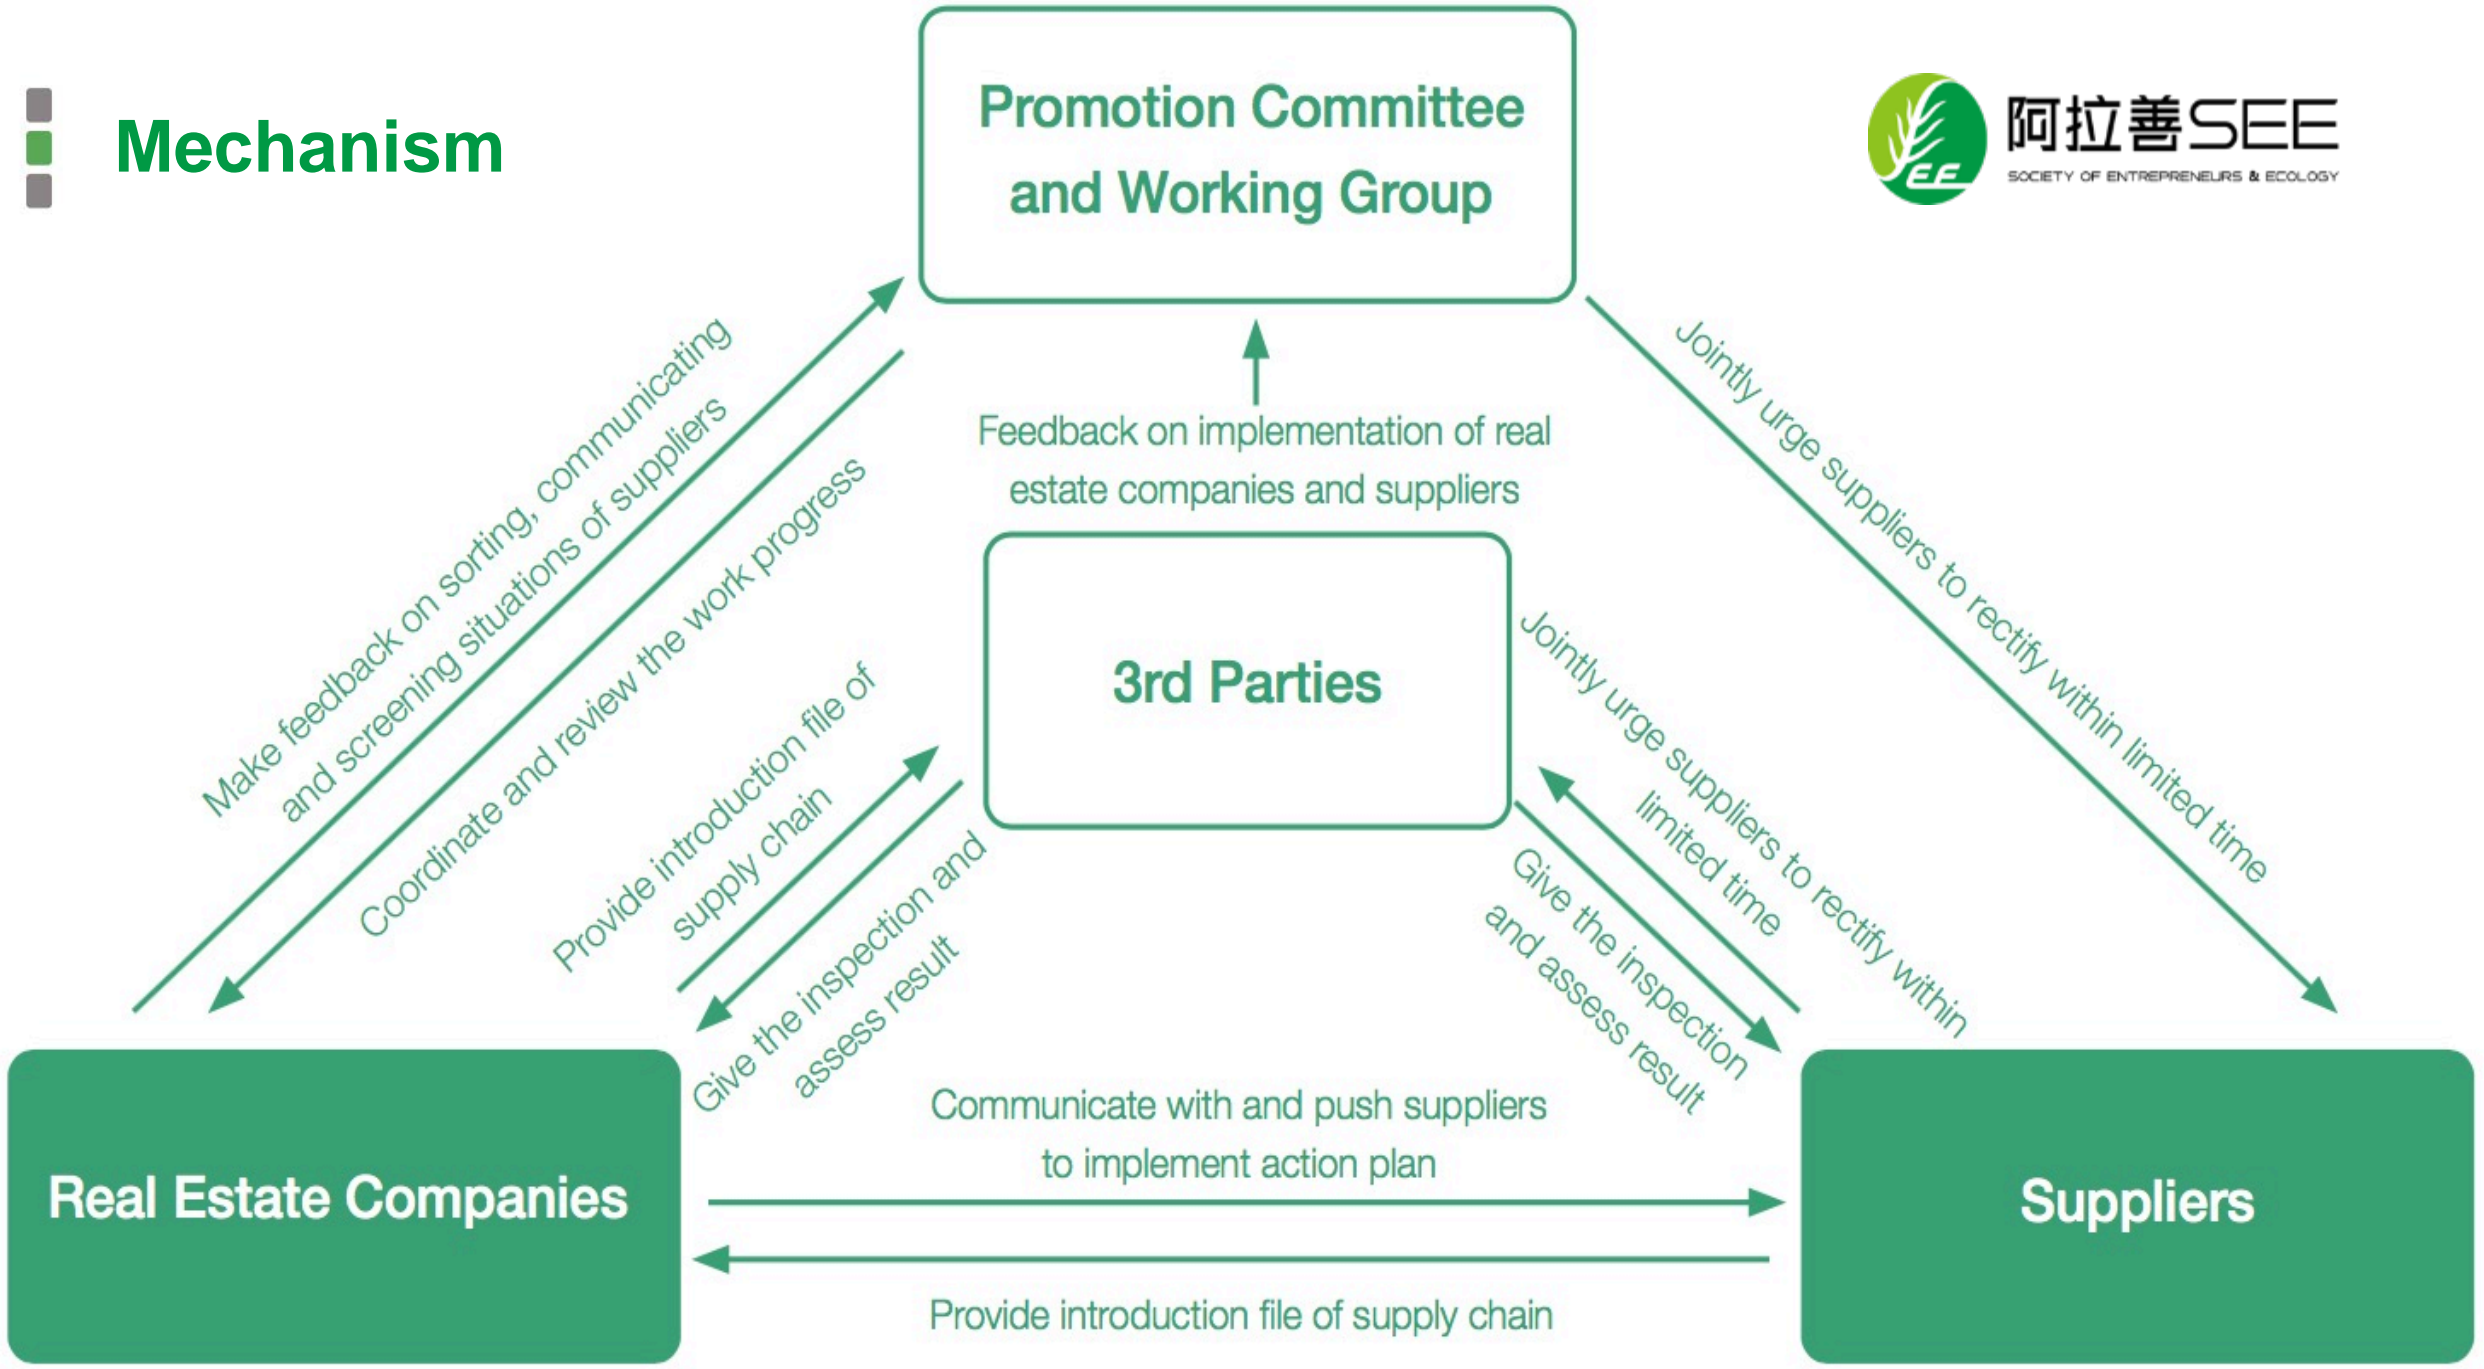 Mechanism
Promotion Committee
and Working Group
阿拉善SEE
SOCIETY OF ENTREPRENEURS & ECOLOGY
EE
Make feedback on sorting, communicating
and screening situations of suppliers
Coordinate and review the work progress
Feedback on implementation of real
estate companies and suppliers
Jointly urge suppliers to rectify within limited time
3rd Parties
Provide introduction file of
supply chain
Give the inspection and
assess result
Jointly urge suppliers to rectify within
limited time
Give the inspection
and assess result
Communicate with and push suppliers
to implement action plan
Real Estate Companies
Suppliers
Provide introduction file of supply chain